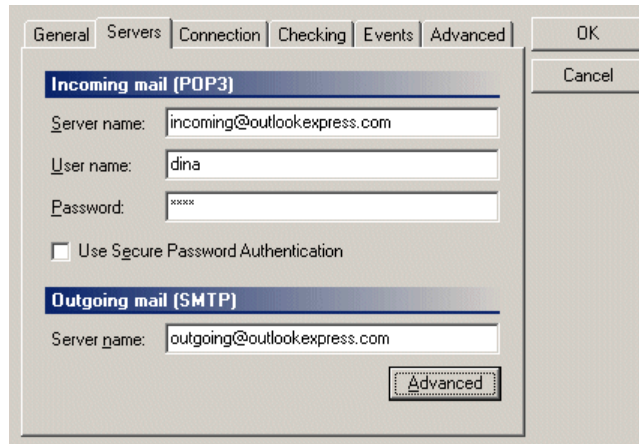 General Servers Connection Checking Events Advanced OK
Cancel
Incoming mail (POP3)
Server name: incoming@outlookexpress.com
User name: dina
Password: ****
Use Secure Password Authentication
Outgoing mail (SMTP)
Server name: outgoing@outlookexpress.com
Advanced